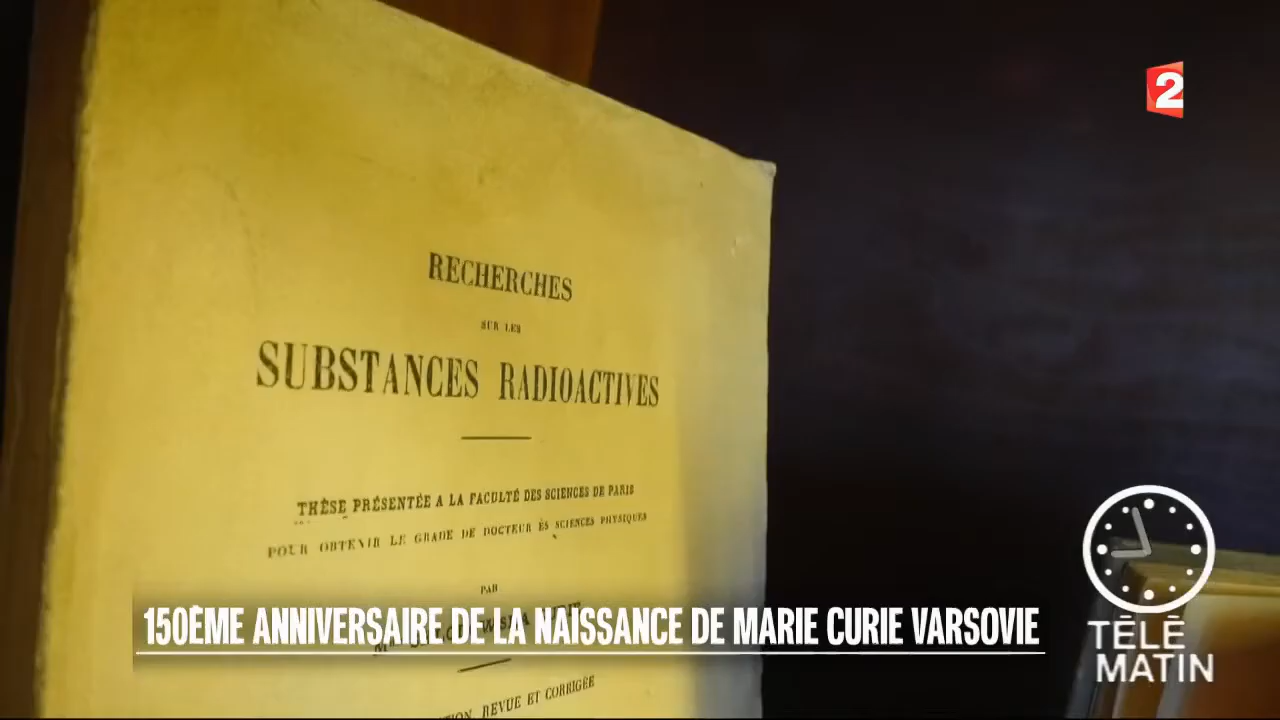 2
RECHERCHES
SUR LES
SUBSTANCES RADIOACTIVES
THÈSE PRÉSENTÉE A LA FACULTÉ DES SCIENCES DE PARIS
POUR OBTENIR LE GRADE DE DOCTEUR ÈS SCIENCES PHYSIQUES
PAR
150ÈME ANNIVERSAIRE DE LA NAISSANCE DE MARIE CURIE VARSOVIE
REVUE ET CORRIGÉE
TÉLÉ
MATIN